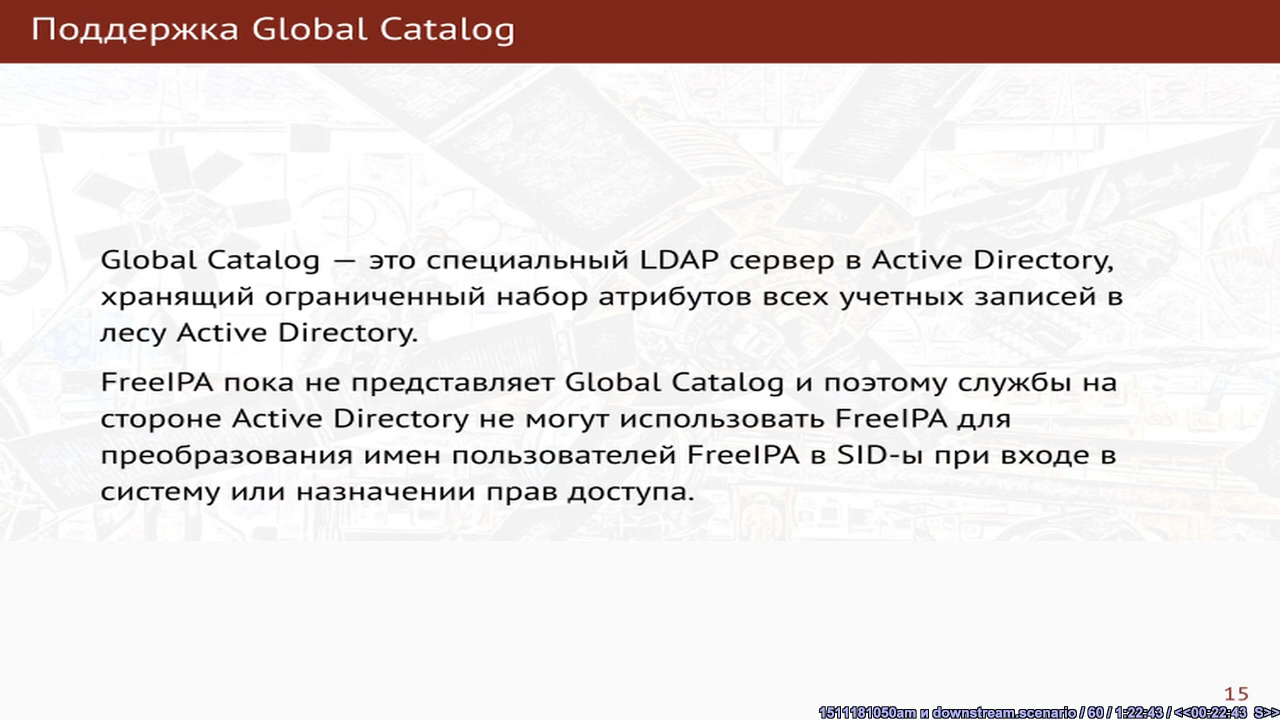 Поддержка Global Catalog
Global Catalog — это специальный LDAP сервер в Active Directory,
хранящий ограниченный набор атрибутов всех учетных записей в
лесу Active Directory.
FreeIPA пока не представляет Global Catalog и поэтому службы на
стороне Active Directory не могут использовать FreeIPA для
преобразования имен пользователей FreeIPA в SID-ы при входе в
систему или назначении прав доступа.
15
1511181050am и downstream.scenario / 60 / 1:22:43 / <<00:22:43 S>>